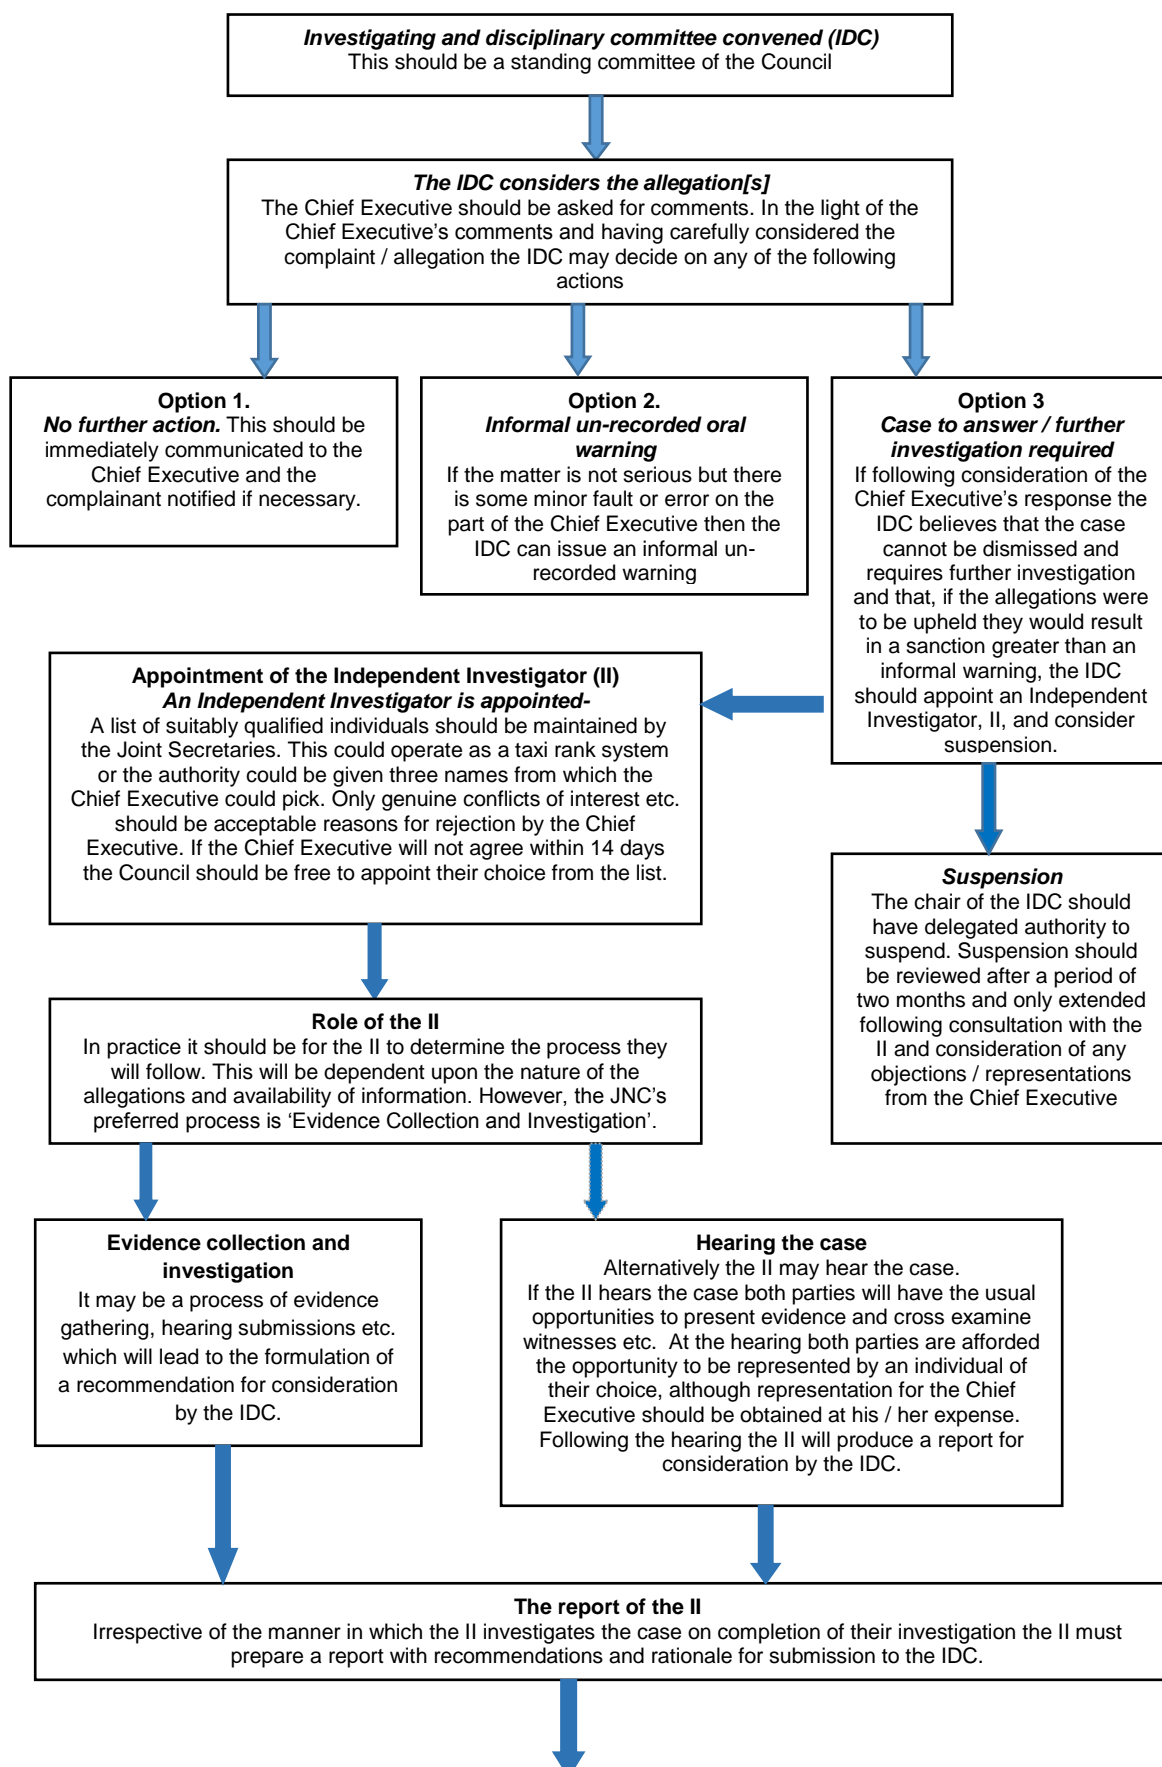 Investigating and disciplinary committee convened (IDC)
This should be a standing committee of the Council
The IDC considers the allegation[s]
The Chief Executive should be asked for comments. In the light of the
Chief Executive's comments and having carefully considered the
complaint / allegation the IDC may decide on any of the following
actions
Option 1.
No further action. This should be
immediately communicated to the
Chief Executive and the
complainant notified if necessary.
Option 2.
Informal un-recorded oral
warning
If the matter is not serious but there
is some minor fault or error on the
part of the Chief Executive then the
IDC can issue an informal un-
recorded warning
Option 3
Case to answer / further
investigation required
If following consideration of the
Chief Executive's response the
IDC believes that the case
cannot be dismissed and
requires further investigation
and that, if the allegations were
to be upheld they would result
in a sanction greater than an
informal warning, the IDC
should appoint an Independent
Investigator, II, and consider
suspension.
Appointment of the Independent Investigator (II)
An Independent Investigator is appointed-
A list of suitably qualified individuals should be maintained by
the Joint Secretaries. This could operate as a taxi rank system
or the authority could be given three names from which the
Chief Executive could pick. Only genuine conflicts of interest etc.
should be acceptable reasons for rejection by the Chief
Executive. If the Chief Executive will not agree within 14 days
the Council should be free to appoint their choice from the list.
Suspension
The chair of the IDC should
have delegated authority to
suspend. Suspension should
be reviewed after a period of
two months and only extended
following consultation with the
II and consideration of any
objections / representations
from the Chief Executive
Role of the II
In practice it should be for the II to determine the process they
will follow. This will be dependent upon the nature of the
allegations and availability of information. However, the JNC's
preferred process is 'Evidence Collection and Investigation'.
Evidence collection and
investigation
It may be a process of evidence
gathering, hearing submissions etc.
which will lead to the formulation of
a recommendation for consideration
by the IDC.
Hearing the case
Alternatively the II may hear the case.
If the II hears the case both parties will have the usual
opportunities to present evidence and cross examine
witnesses etc.  At the hearing both parties are afforded
the opportunity to be represented by an individual of
their choice, although representation for the Chief
Executive should be obtained at his / her expense.
Following the hearing the II will produce a report for
consideration by the IDC.
The report of the II
Irrespective of the manner in which the II investigates the case on completion of their investigation the II must
prepare a report with recommendations and rationale for submission to the IDC.